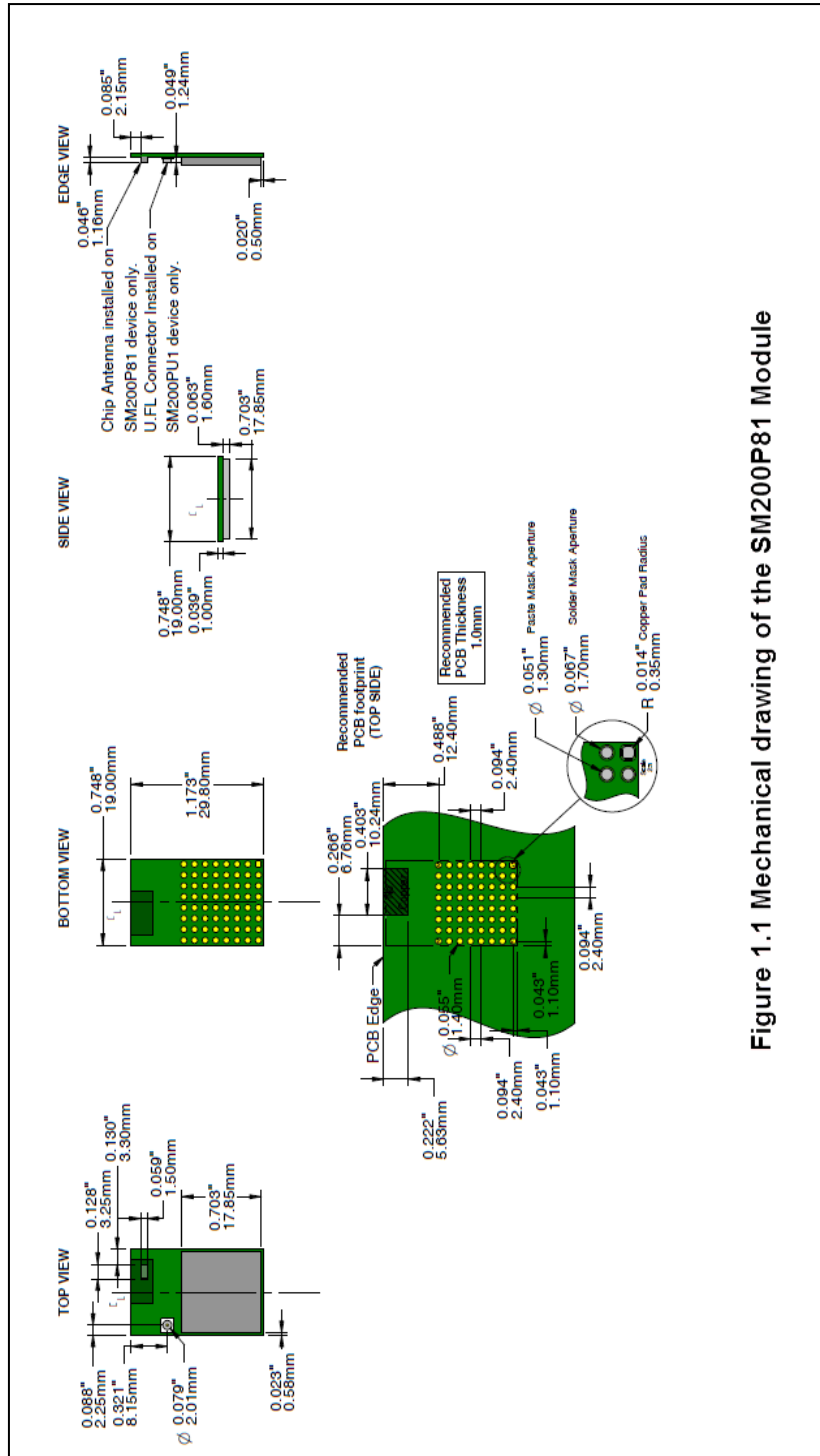 TOP VIEW
0.088"
2.25mm
0.321"
8.15mm
Ø 0.079"
2.01mm
0.128"
3.25mm
0.130"
3.30mm
0.059"
1.50mm
0.703"
17.85mm
0.023"
0.58mm
C
L
BOTTOM VIEW
0.748"
19.00mm
1.173"
29.80mm
C
L
SIDE VIEW
0.748"
19.00mm
0.039"
1.00mm
0.063"
1.60mm
0.703"
17.85mm
C
L
EDGE VIEW
0.046"
1.16mm
0.085"
2.15mm
0.049"
1.24mm
0.020"
0.50mm
Chip Antenna installed on
SM200P81 device only.
U.FL Connector Installed on
SM200PU1 device only.
Recommended
PCB footprint
(TOP SIDE)
PCB Edge
0.222"
5.63mm
0.266"
6.76mm
0.403"
10.24mm
0.488"
12.40mm
0.094"
2.40mm
Ø 0.055"
1.40mm
0.094"
2.40mm
0.043"
1.10mm
0.043"
1.10mm
0.094"
2.40mm
Recommended
PCB Thickness
1.0mm
Ø 0.051" Paste Mask Aperture
1.30mm
Ø 0.067" Solder Mask Aperture
1.70mm
R 0.014" Copper Pad Radius
0.35mm
Figure 1.1 Mechanical drawing of the SM200P81 Module